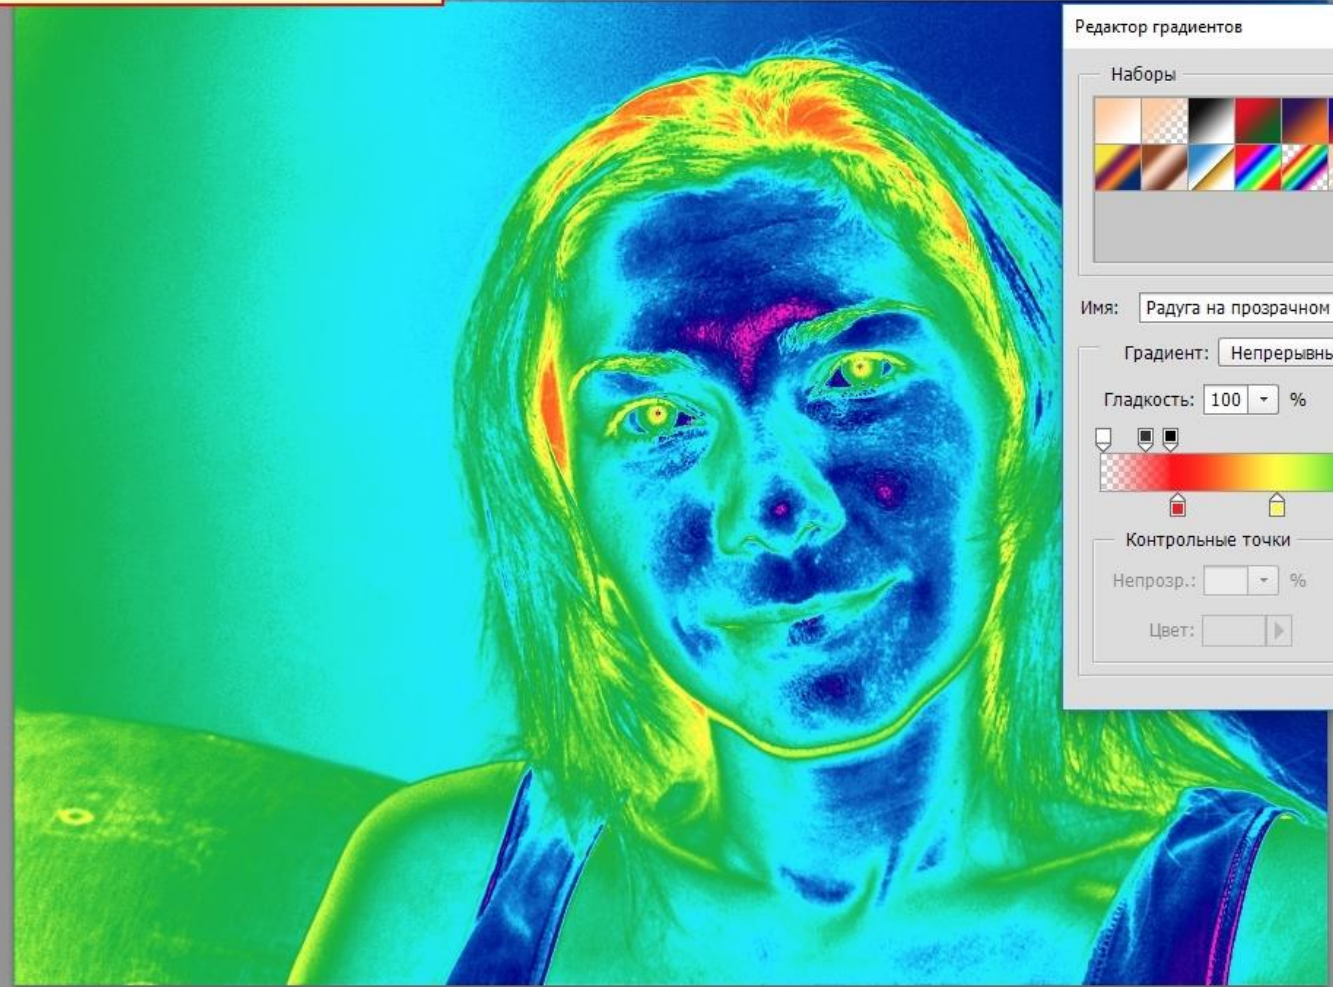 Редактор градиентов
Наборы
Имя: Радуга на прозрачном
Градиент: Непрерывны
Гладкость: 100 %
Контрольные точки
Непрозр.: %
Цвет: